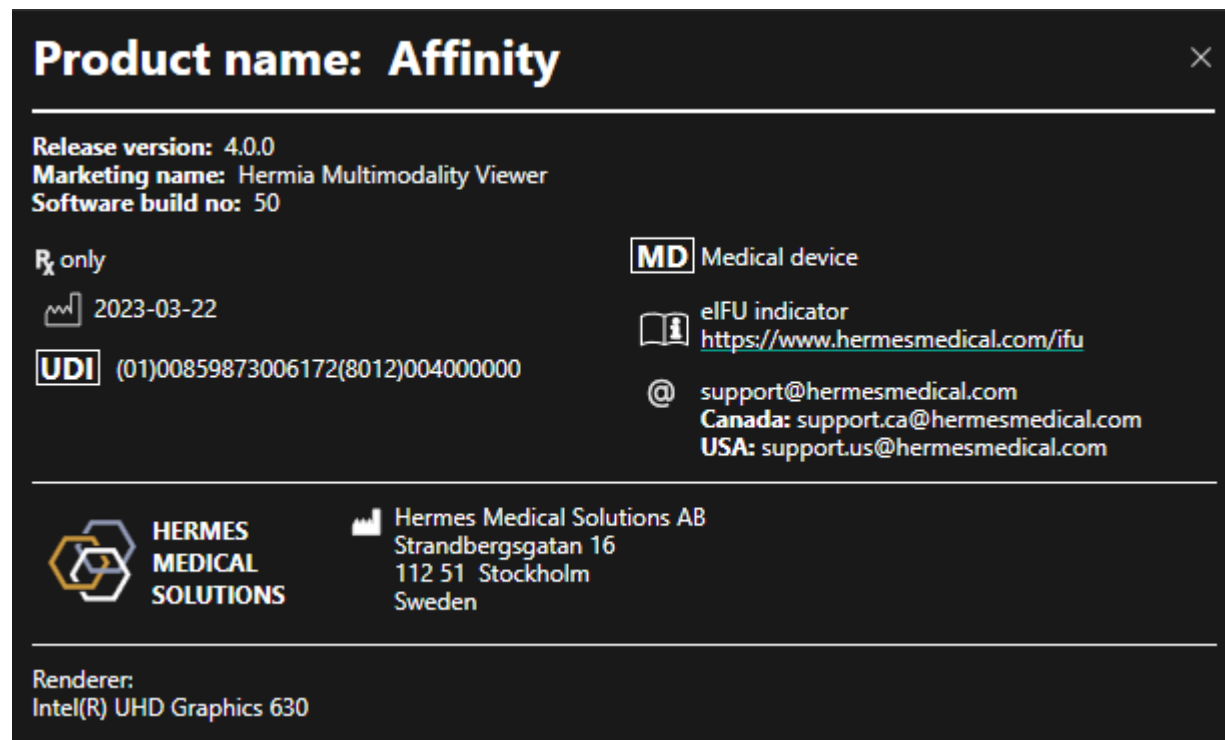 Product name: Affinity
Release version: 4.0.0
Marketing name: Hermia Multimodality Viewer
Software build no: 50
Rx only
2023-03-22
UDI (01)00859873006172(8012)004000000
MD Medical device
eIFU indicator
https://www.hermesmedical.com/ifu
@ support@hermesmedical.com
Canada: support.ca@hermesmedical.com
USA: support.us@hermesmedical.com
HERMES
MEDICAL
SOLUTIONS
Hermes Medical Solutions AB
Strandbergsgatan 16
112 51 Stockholm
Sweden
Renderer:
Intel(R) UHD Graphics 630